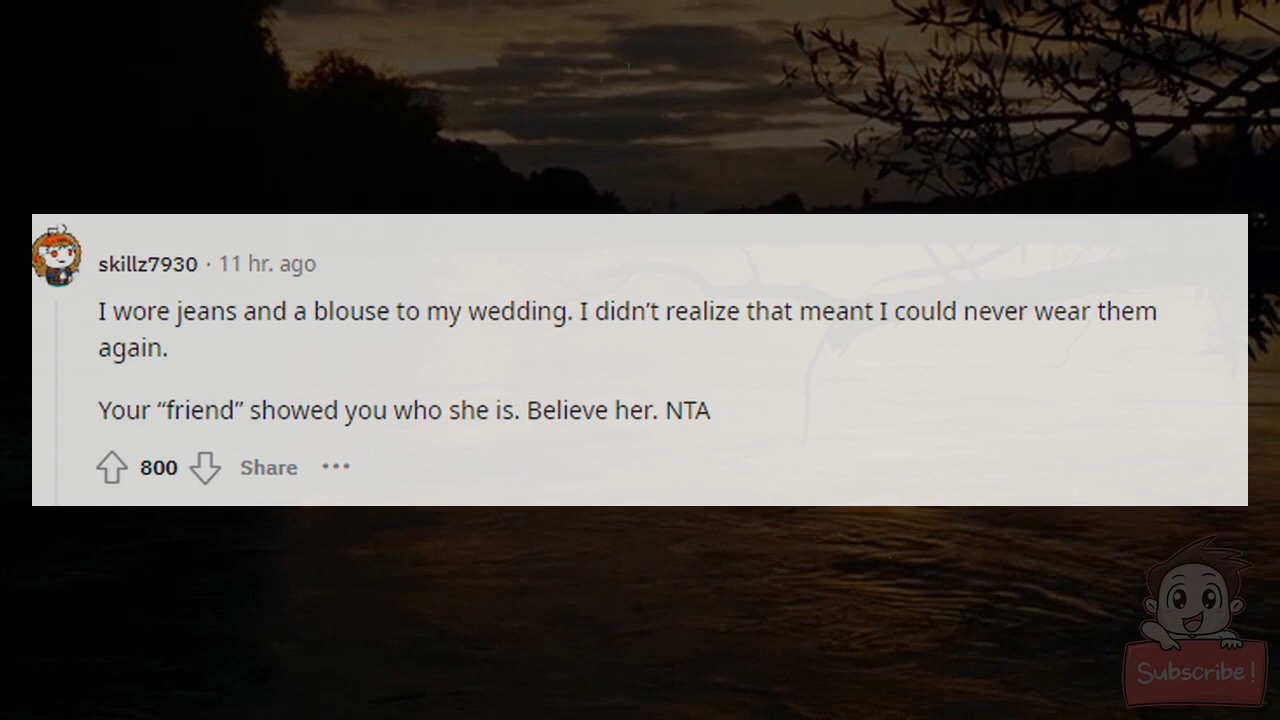 skillz7930 · 11 hr. ago
I wore jeans and a blouse to my wedding. I didn’t realize that meant I could never wear them
again.
Your “friend” showed you who she is. Believe her. NTA
800 Share ···
Subscribe!